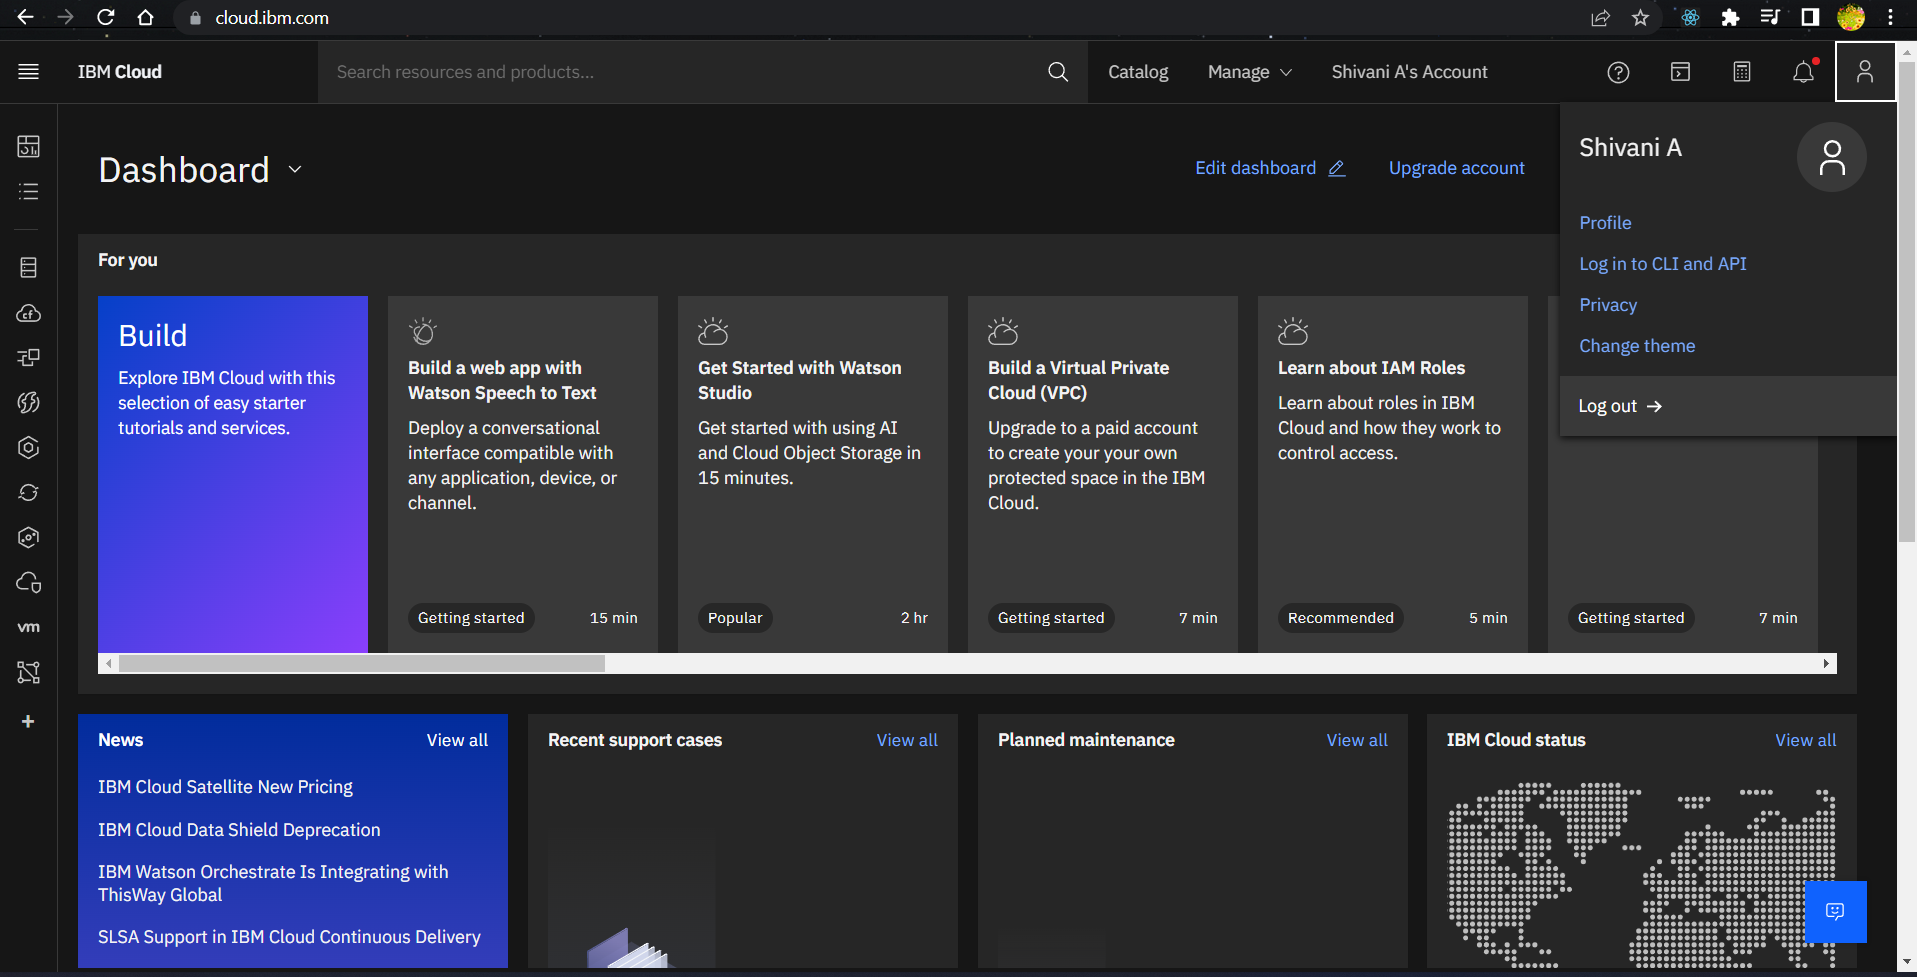 cloud.ibm.com
IBM Cloud
Search resources and products...
Catalog
Manage
Shivani A's Account
Dashboard
Edit dashboard
Upgrade account
Shivani A
Profile
Log in to CLI and API
Privacy
Change theme
Log out
For you
Build
Explore IBM Cloud with this
selection of easy starter
tutorials and services.
Build a web app with
Watson Speech to Text
Deploy a conversational
interface compatible with
any application, device, or
channel.
Getting started
15 min
Get Started with Watson
Studio
Get started with using AI
and Cloud Object Storage in
15 minutes.
Popular
2 hr
Build a Virtual Private
Cloud (VPC)
Upgrade to a paid account
to create your your own
protected space in the IBM
Cloud.
Getting started
7 min
Learn about IAM Roles
Learn about roles in IBM
Cloud and how they work to
control access.
Recommended
5 min
Getting started
7 min
cf
vm
News
View all
IBM Cloud Satellite New Pricing
IBM Cloud Data Shield Deprecation
IBM Watson Orchestrate Is Integrating with
ThisWay Global
SLSA Support in IBM Cloud Continuous Delivery
Recent support cases
View all
Planned maintenance
View all
IBM Cloud status
View all